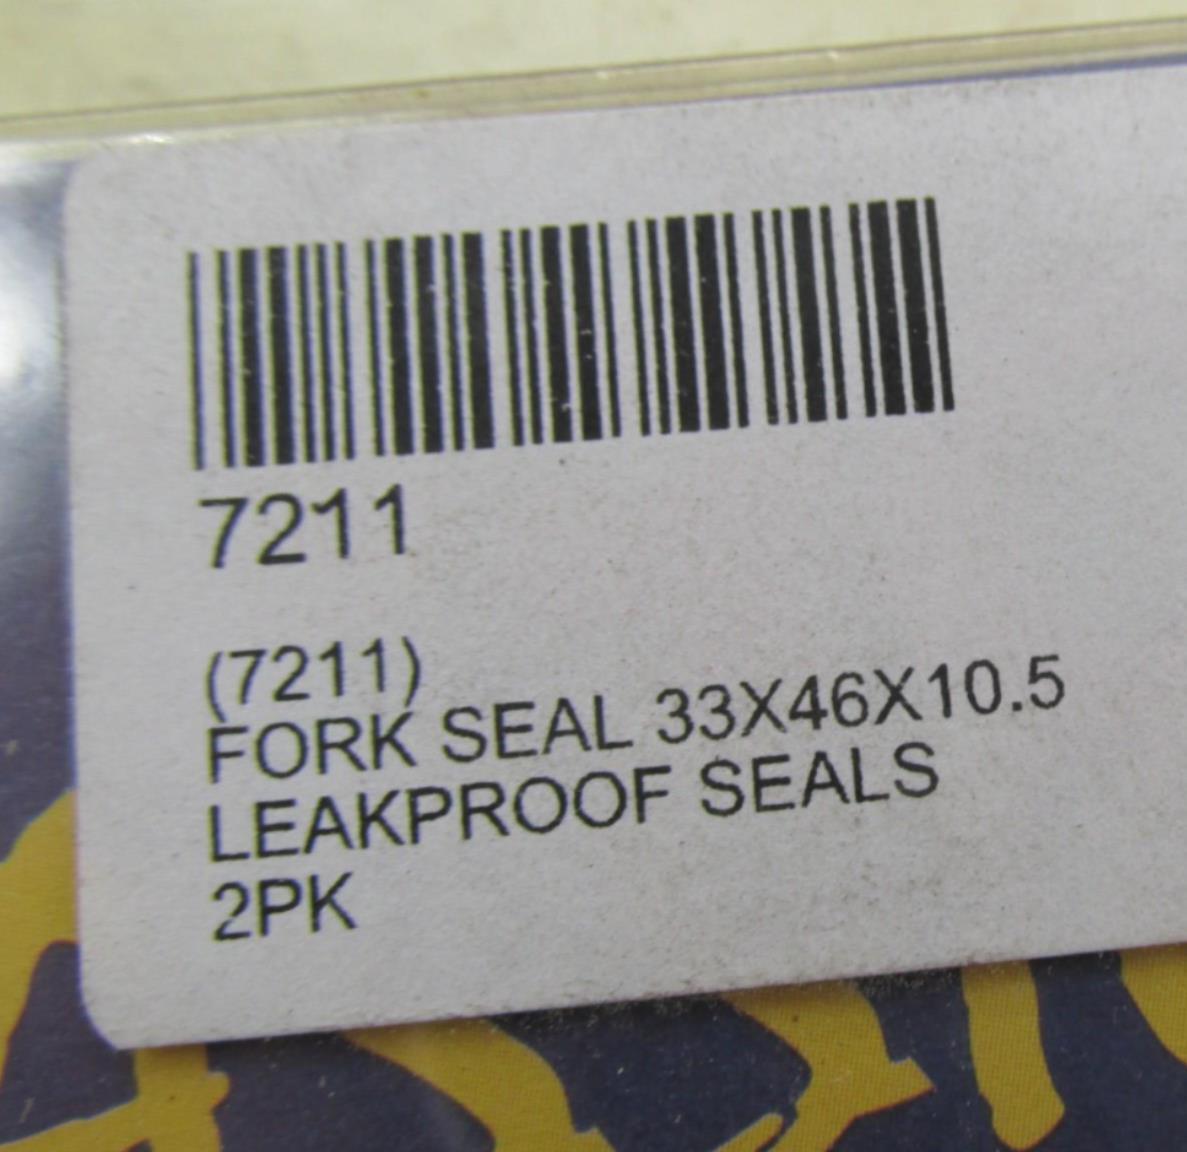 7211
(7211)
FORK SEAL 33X46X10.5
LEAKPROOF SEALS
2PK